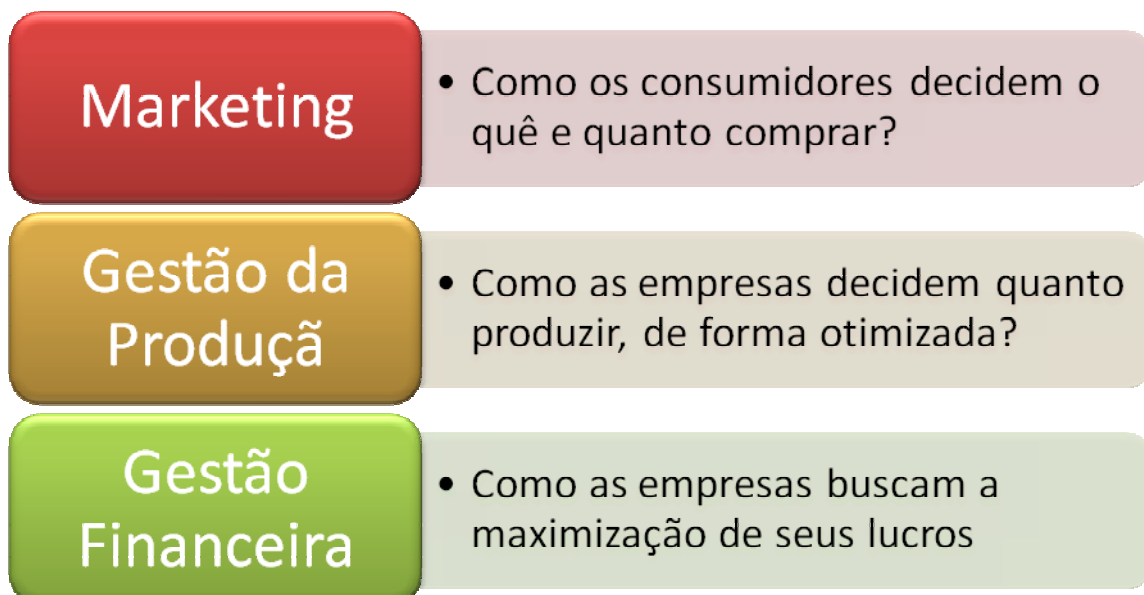 Marketing
• Como os consumidores decidem o
quê e quanto comprar?
Gestão da
Produçã
• Como as empresas decidem quanto
produzir, de forma otimizada?
Gestão
Financeira
• Como as empresas buscam a
maximização de seus lucros